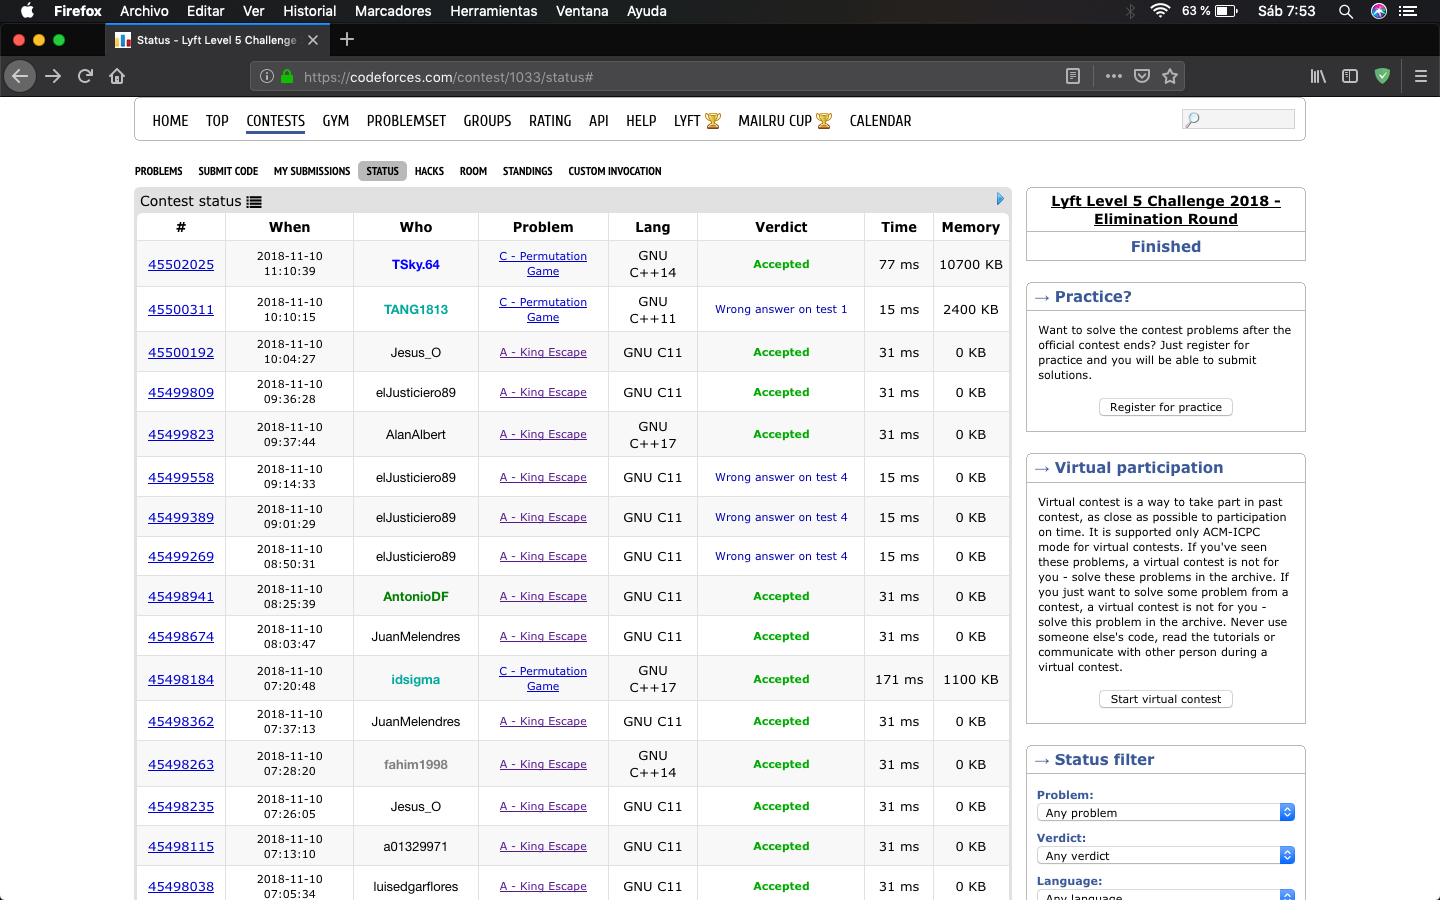 Firefox Archivo Editar Ver Historial Marcadores Herramientas Ventana Ayuda 63 % Sáb 7:53
Status - Lyft Level 5 Challenge
https://codeforces.com/contest/1033/status#
HOME TOP CONTESTS GYM PROBLEMSET GROUPS RATING API HELP LYFT MAILRU CUP CALENDAR
PROBLEMS SUBMIT CODE MY SUBMISSIONS STATUS HACKS ROOM STANDINGS CUSTOM INVOCATION
Contest status
# When Who Problem Lang Verdict Time Memory
45502025 2018-11-10 11:10:39 TSky.64 C - Permutation Game GNU C++14 Accepted 77 ms 10700 KB
45500311 2018-11-10 10:10:15 TANG1813 C - Permutation Game GNU C++11 Wrong answer on test 1 15 ms 2400 KB
45500192 2018-11-10 10:04:27 Jesus_O A - King Escape GNU C11 Accepted 31 ms 0 KB
45499809 2018-11-10 09:36:28 elJusticiero89 A - King Escape GNU C11 Accepted 31 ms 0 KB
45499823 2018-11-10 09:37:44 AlanAlbert A - King Escape GNU C++17 Accepted 31 ms 0 KB
45499558 2018-11-10 09:14:33 elJusticiero89 A - King Escape GNU C11 Wrong answer on test 4 15 ms 0 KB
45499389 2018-11-10 09:01:29 elJusticiero89 A - King Escape GNU C11 Wrong answer on test 4 15 ms 0 KB
45499269 2018-11-10 08:50:31 elJusticiero89 A - King Escape GNU C11 Wrong answer on test 4 15 ms 0 KB
45498941 2018-11-10 08:25:39 AntonioDF A - King Escape GNU C11 Accepted 31 ms 0 KB
45498674 2018-11-10 08:03:47 JuanMelendres A - King Escape GNU C11 Accepted 31 ms 0 KB
45498184 2018-11-10 07:20:48 idsigma C - Permutation Game GNU C++17 Accepted 171 ms 1100 KB
45498362 2018-11-10 07:37:13 JuanMelendres A - King Escape GNU C11 Accepted 31 ms 0 KB
45498263 2018-11-10 07:28:20 fahim1998 A - King Escape GNU C++14 Accepted 31 ms 0 KB
45498235 2018-11-10 07:26:05 Jesus_O A - King Escape GNU C11 Accepted 31 ms 0 KB
45498115 2018-11-10 07:13:10 a01329971 A - King Escape GNU C11 Accepted 31 ms 0 KB
45498038 2018-11-10 07:05:34 luisedgarflores A - King Escape GNU C11 Accepted 31 ms 0 KB
Lyft Level 5 Challenge 2018 -
Elimination Round
Finished
→ Practice?
Want to solve the contest problems after the
official contest ends? Just register for
practice and you will be able to submit
solutions.
Register for practice
→ Virtual participation
Virtual contest is a way to take part in past
contest, as close as possible to participation
on time. It is supported only ACM-ICPC
mode for virtual contests. If you've seen
these problems, a virtual contest is not for
you - solve these problems in the archive. If
you just want to solve some problem from a
contest, a virtual contest is not for you -
solve this problem in the archive. Never use
someone else's code, read the tutorials or
communicate with other person during a
virtual contest.
Start virtual contest
→ Status filter
Problem:
Any problem
Verdict:
Any verdict
Language:
Any language